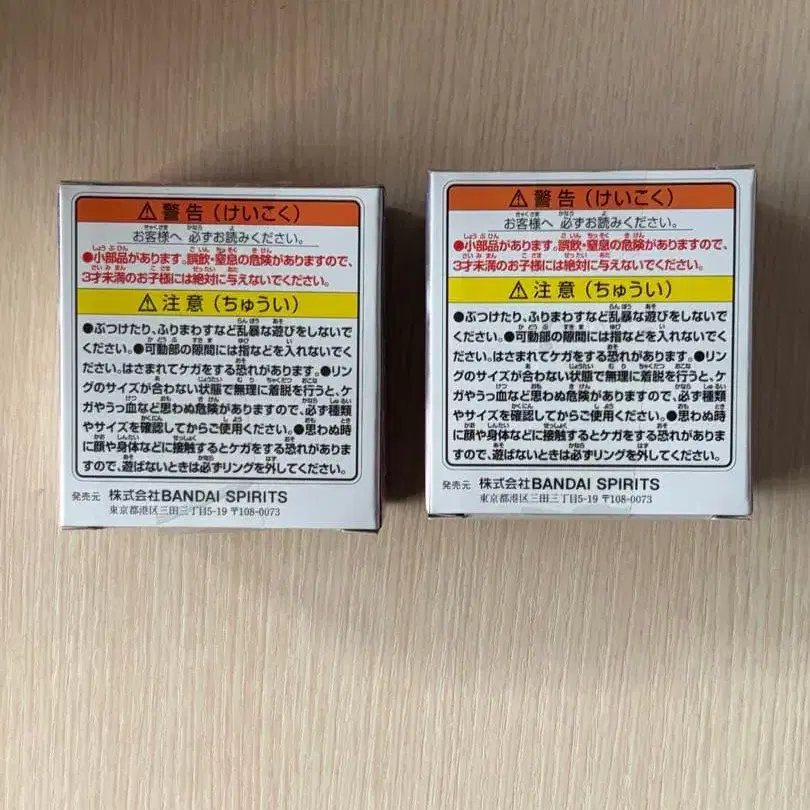 ⚠警告（けいこく）
お客様へ 必ずお読みください。
●小部品があります。誤飲・窒息の危険がありますので、
3才未満のお子様には絶対に与えないでください。
⚠注意（ちゅうい）
●ぶつけたり、ふりまわすなど乱暴な遊びをしないで
ください。●可動部の隙間には指などを入れないでく
ださい。はさまれてケガをする恐れがあります。●リン
グのサイズが合わない状態で無理に着脱を行うと、ケ
ガやうっ血など思わぬ危険がありますので、必ず種類
やサイズを確認してからご使用ください。●思わぬ時
に顔や身体などに接触するとケガをする恐れがありま
すので、遊ばないときは必ずリングを外してください。
発売元 株式会社BANDAI SPIRITS
東京都港区三田三丁目5-19 〒108-0073
⚠警告（けいこく）
お客様へ 必ずお読みください。
●小部品があります。誤飲・窒息の危険がありますので、
3才未満のお子様には絶対に与えないでください。
⚠注意（ちゅうい）
●ぶつけたり、ふりまわすなど乱暴な遊びをしないで
ください。●可動部の隙間には指などを入れないでく
ださい。はさまれてケガをする恐れがあります。●リン
グのサイズが合わない状態で無理に着脱を行うと、ケ
ガやうっ血など思わぬ危険がありますので、必ず種類
やサイズを確認してからご使用ください。●思わぬ時
に顔や身体などに接触するとケガをする恐れがありま
すので、遊ばないときは必ずリングを外してください。
発売元 株式会社BANDAI SPIRITS
東京都港区三田三丁目5-19 〒108-0073